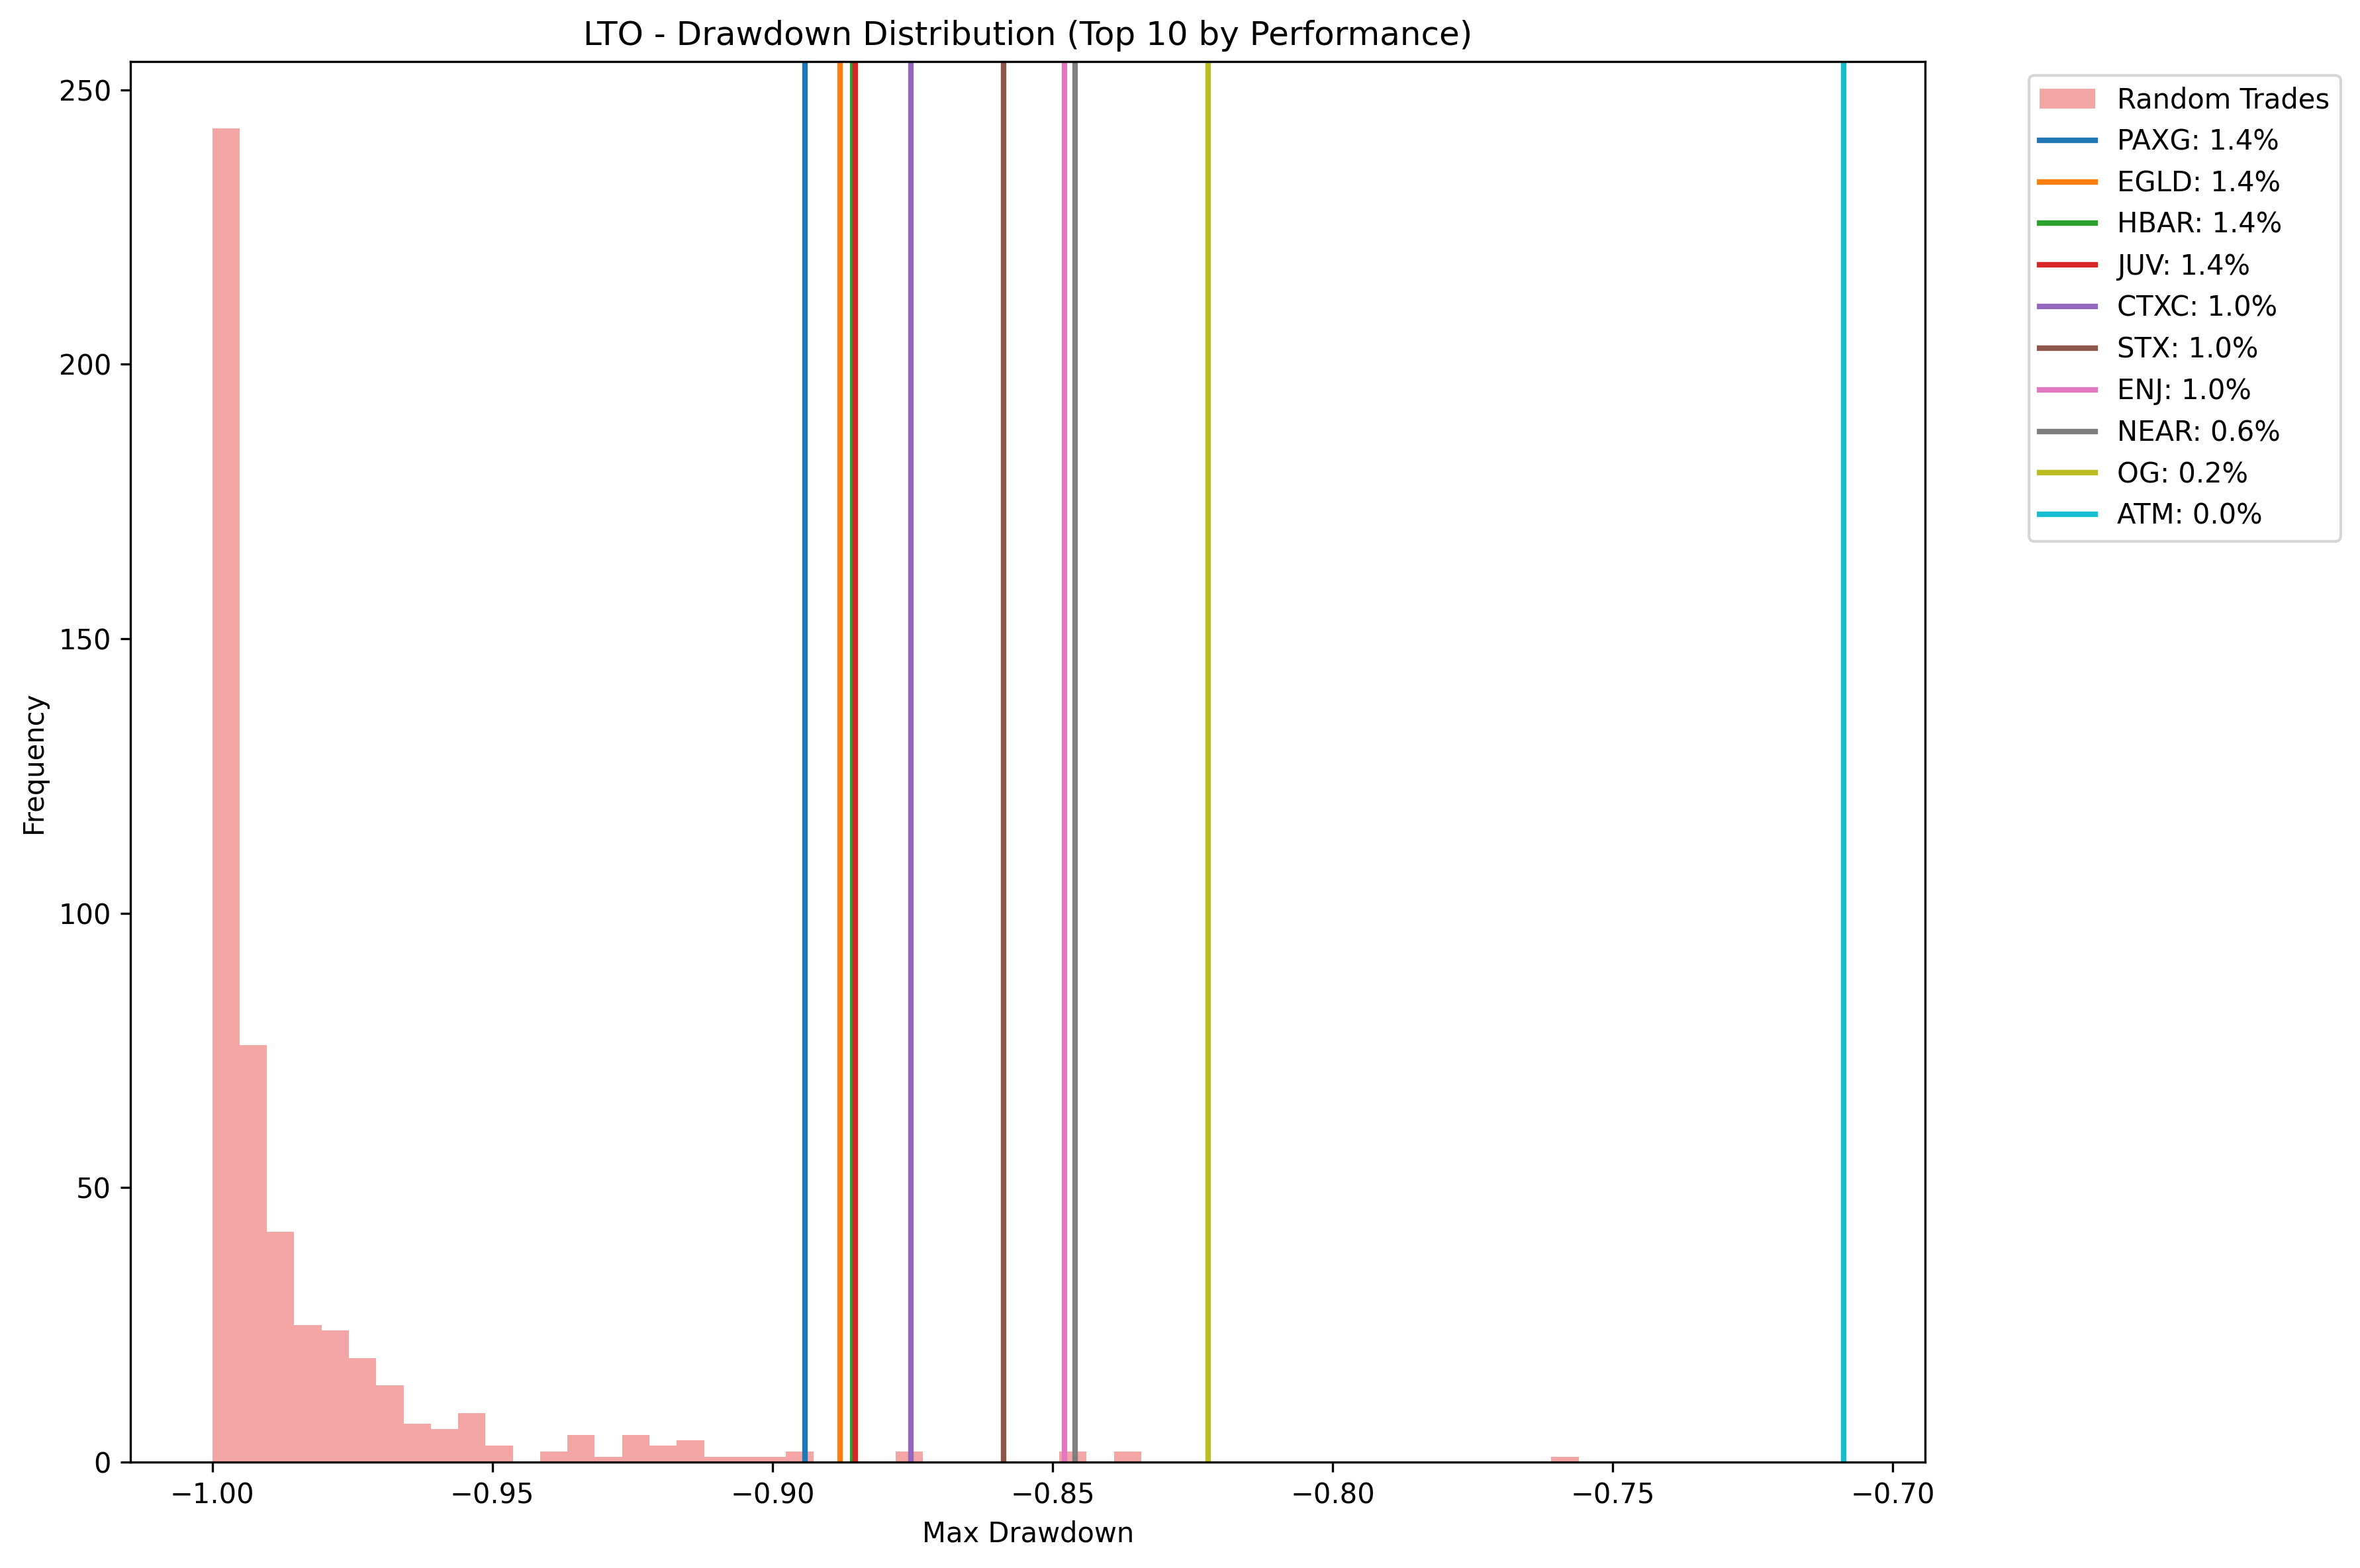 LTO - Drawdown Distribution (Top 10 by Performance)
250
200
150
100
50
0
Frequency
−1.00
−0.95
−0.90
−0.85
−0.80
−0.75
−0.70
Max Drawdown
Random Trades
PAXG: 1.4%
EGLD: 1.4%
HBAR: 1.4%
JUV: 1.4%
CTXC: 1.0%
STX: 1.0%
ENJ: 1.0%
NEAR: 0.6%
OG: 0.2%
ATM: 0.0%